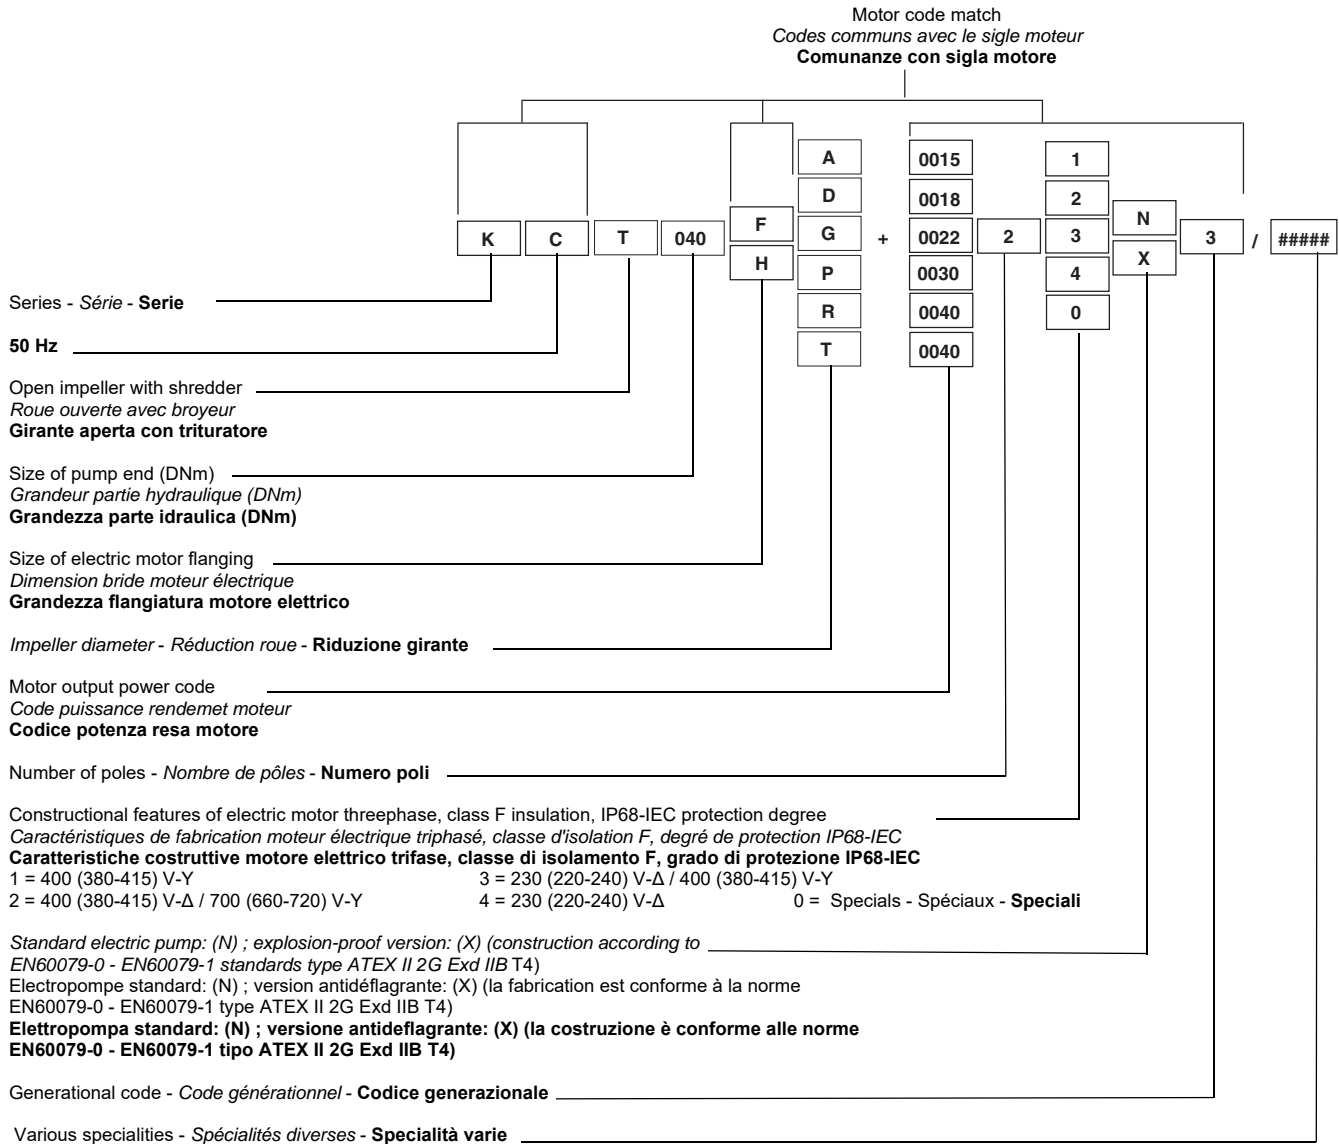 Motor code match
Codes communs avec le sigle moteur
Comunanze con sigla motore
A 0015 1
D 0018 2
F N
K C T 040 G + 0022 2 3 3 / #####
H X
P 0030 4
R 0040 0
T 0040
Series - Série - Serie
50 Hz
Open impeller with shredder
Roue ouverte avec broyeur
Girante aperta con trituratore
Size of pump end (DNm)
Grandeur partie hydraulique (DNm)
Grandezza parte idraulica (DNm)
Size of electric motor flanging
Dimension bride moteur électrique
Grandezza flangiatura motore elettrico
Impeller diameter - Réduction roue - Riduzione girante
Motor output power code
Code puissance rendemet moteur
Codice potenza resa motore
Number of poles - Nombre de pôles - Numero poli
Constructional features of electric motor threephase, class F insulation, IP68-IEC protection degree
Caractéristiques de fabrication moteur électrique triphasé, classe d'isolation F, degré de protection IP68-IEC
Caratteristiche costruttive motore elettrico trifase, classe di isolamento F, grado di protezione IP68-IEC
1 = 400 (380-415) V-Y 3 = 230 (220-240) V-Δ / 400 (380-415) V-Y
2 = 400 (380-415) V-Δ / 700 (660-720) V-Y 4 = 230 (220-240) V-Δ 0 = Specials - Spéciaux - Speciali
Standard electric pump: (N) ; explosion-proof version: (X) (construction according to
EN60079-0 - EN60079-1 standards type ATEX II 2G Exd IIB T4)
Electropompe standard: (N) ; version antidéflagrante: (X) (la fabrication est conforme à la norme
EN60079-0 - EN60079-1 type ATEX II 2G Exd IIB T4)
Elettropompa standard: (N) ; versione antideflagrante: (X) (la costruzione è conforme alle norme
EN60079-0 - EN60079-1 tipo ATEX II 2G Exd IIB T4)
Generational code - Code générationnel - Codice generazionale
Various specialities - Spécialités diverses - Specialità varie